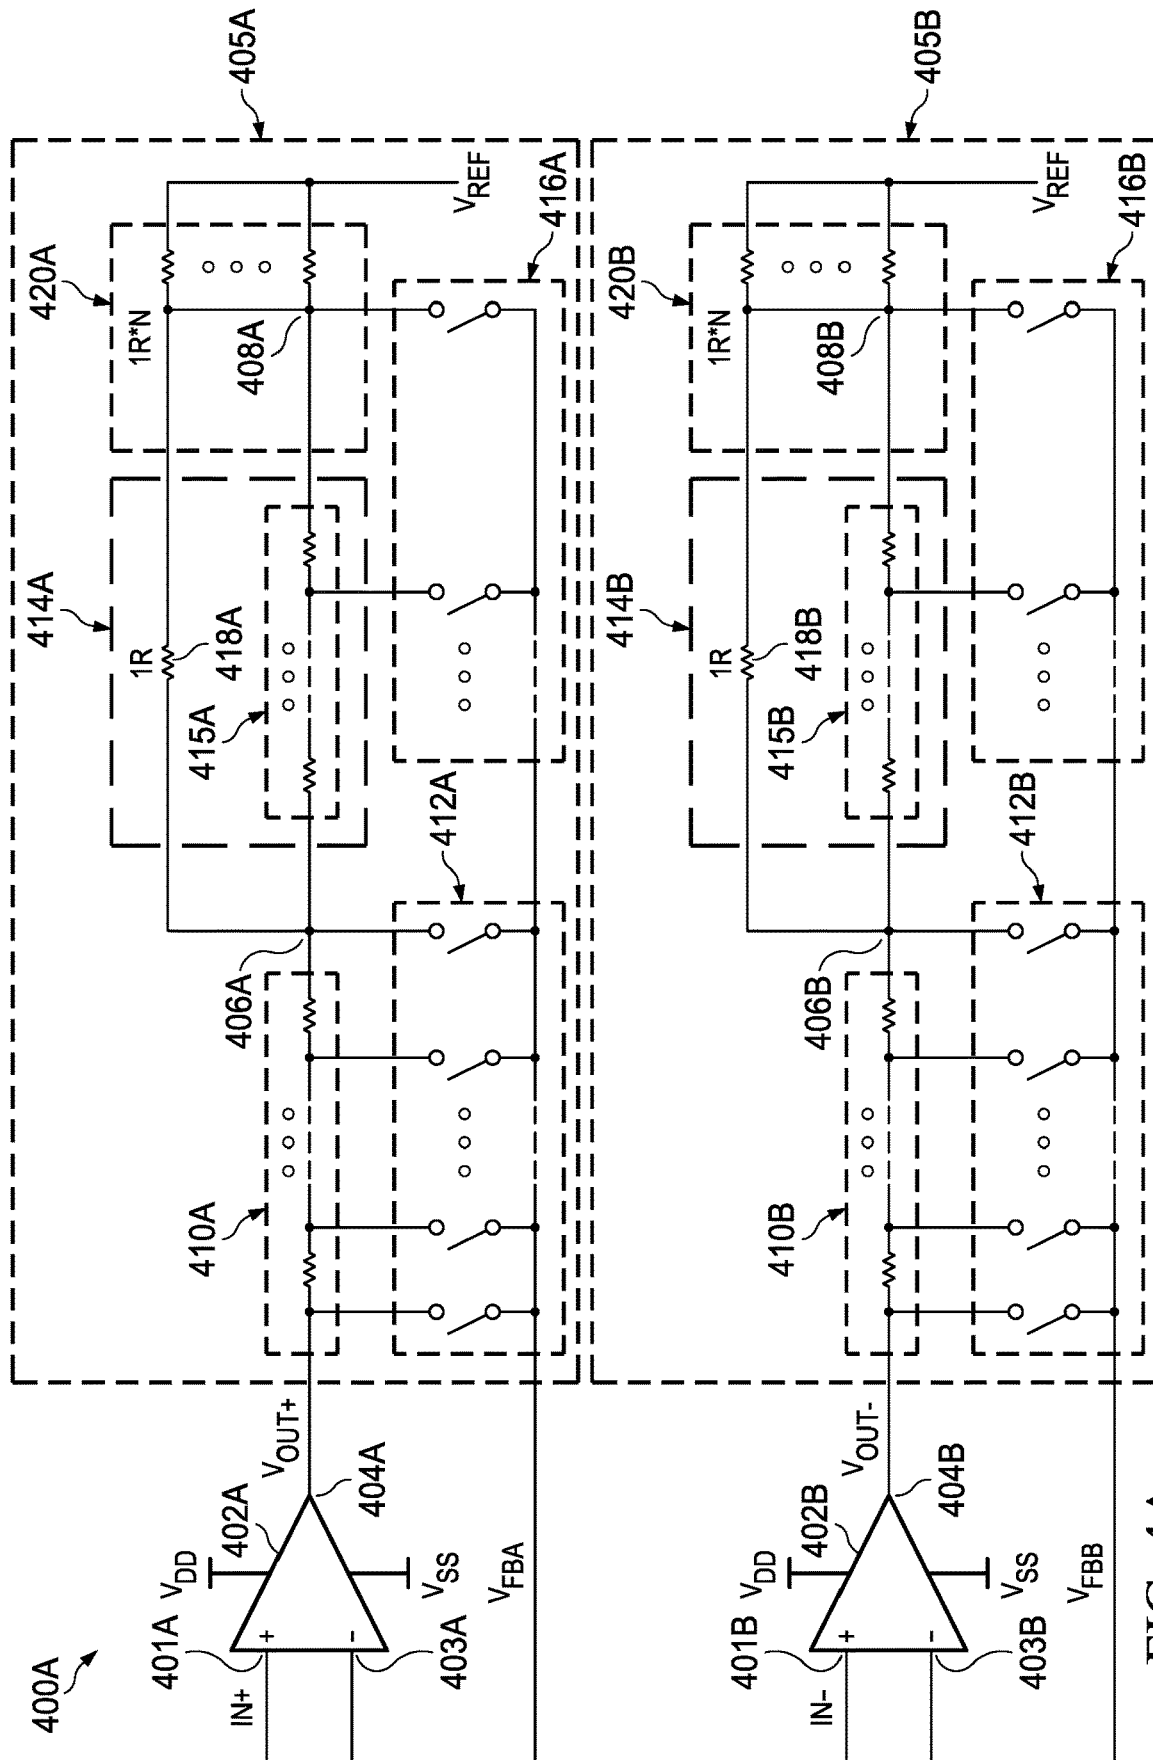 400A
IN+
401A
403A
+
-
VDD
402A
VSS
404A
VOUT+
VFBA
405A
410A
406A
412A
414A
1R
418A
415A
420A
1R*N
408A
VREF
416A
IN-
401B
403B
+
-
VDD
402B
VSS
404B
VOUT-
VFBB
405B
410B
406B
412B
414B
1R
418B
415B
420B
1R*N
408B
VREF
416B